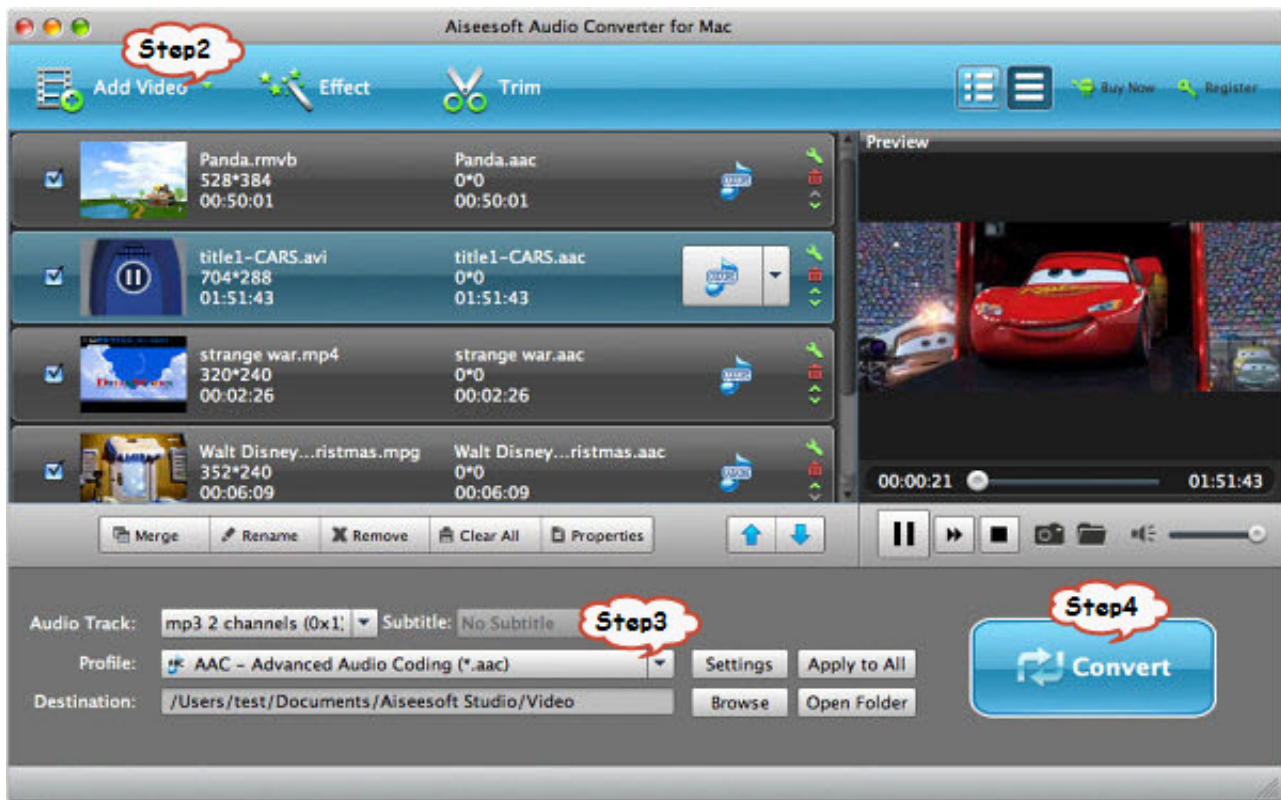 Aiseesoft Audio Converter for Mac
Step2
Add Video
Effect
Trim
Buy Now
Register
Panda.rmvb
528*384
00:50:01
Panda.aac
0*0
00:50:01
title1-CARS.avi
704*288
01:51:43
title1-CARS.aac
0*0
01:51:43
strange war.mp4
320*240
00:02:26
strange war.aac
0*0
00:02:26
Walt Disney...ristmas.mpg
352*240
00:06:09
Walt Disney...ristmas.aac
0*0
00:06:09
Preview
00:00:21
01:51:43
Merge
Rename
Remove
Clear All
Properties
Audio Track:
mp3 2 channels (0x1)
Subtitle:
No Subtitle
Step3
Profile:
AAC - Advanced Audio Coding (*.aac)
Settings
Apply to All
Destination:
/Users/test/Documents/Aiseesoft Studio/Video
Browse
Open Folder
Step4
Convert